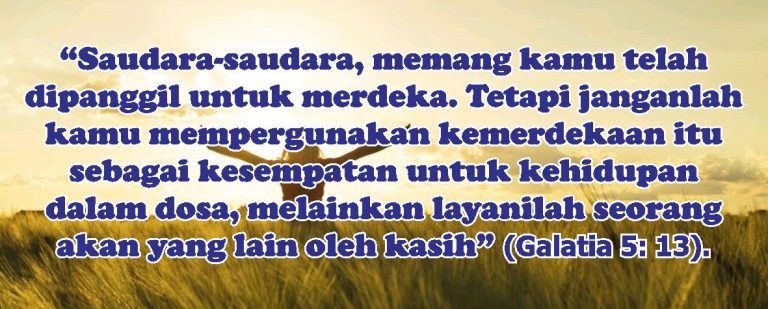 “Saudara-saudara, memang kamu telah
dipanggil untuk merdeka. Tetapi janganlah
kamu mempergunakan kemerdekaan itu
sebagai kesempatan untuk kehidupan
dalam dosa, melainkan layanilah seorang
akan yang lain oleh kasih” (Galatia 5: 13).